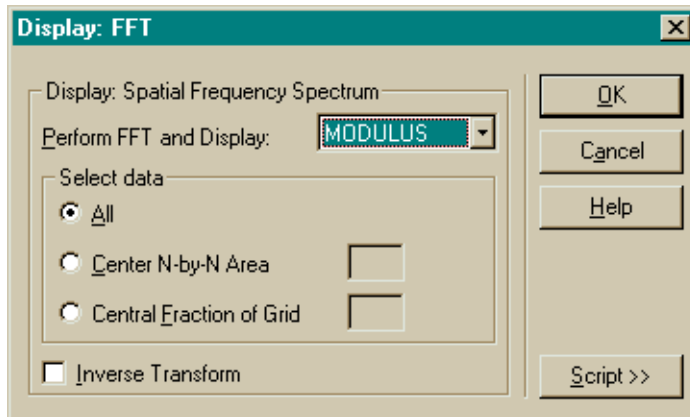 Display: FFT
Display: Spatial Frequency Spectrum
Perform FFT and Display: MODULUS
Select data
All
Center N-by-N Area
Central Fraction of Grid
Inverse Transform
OK
Cancel
Help
Script >>